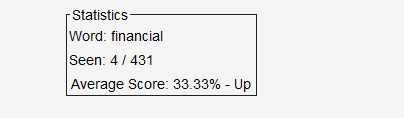 Statistics
Word: financial
Seen: 4 / 431
Average Score: 33.33% - Up